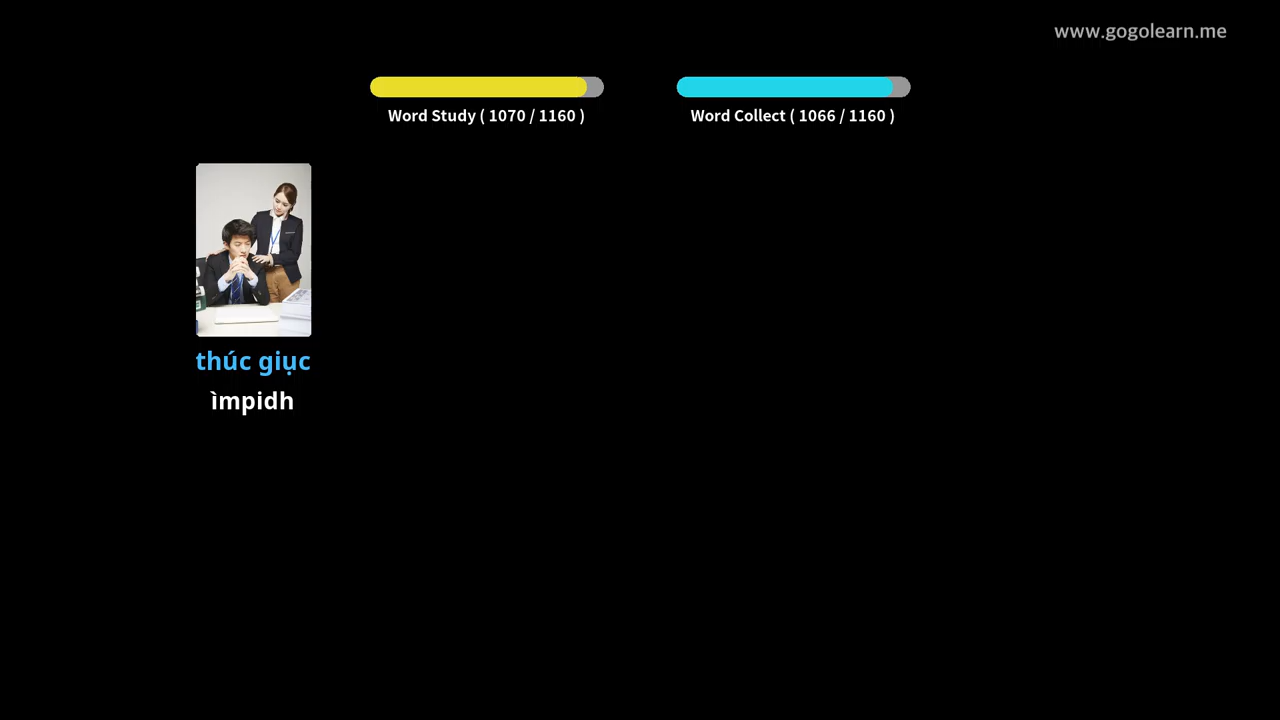 www.gogolearn.me
Word Study ( 1070 / 1160 )
Word Collect ( 1066 / 1160 )
thúc giục
ìmpidh